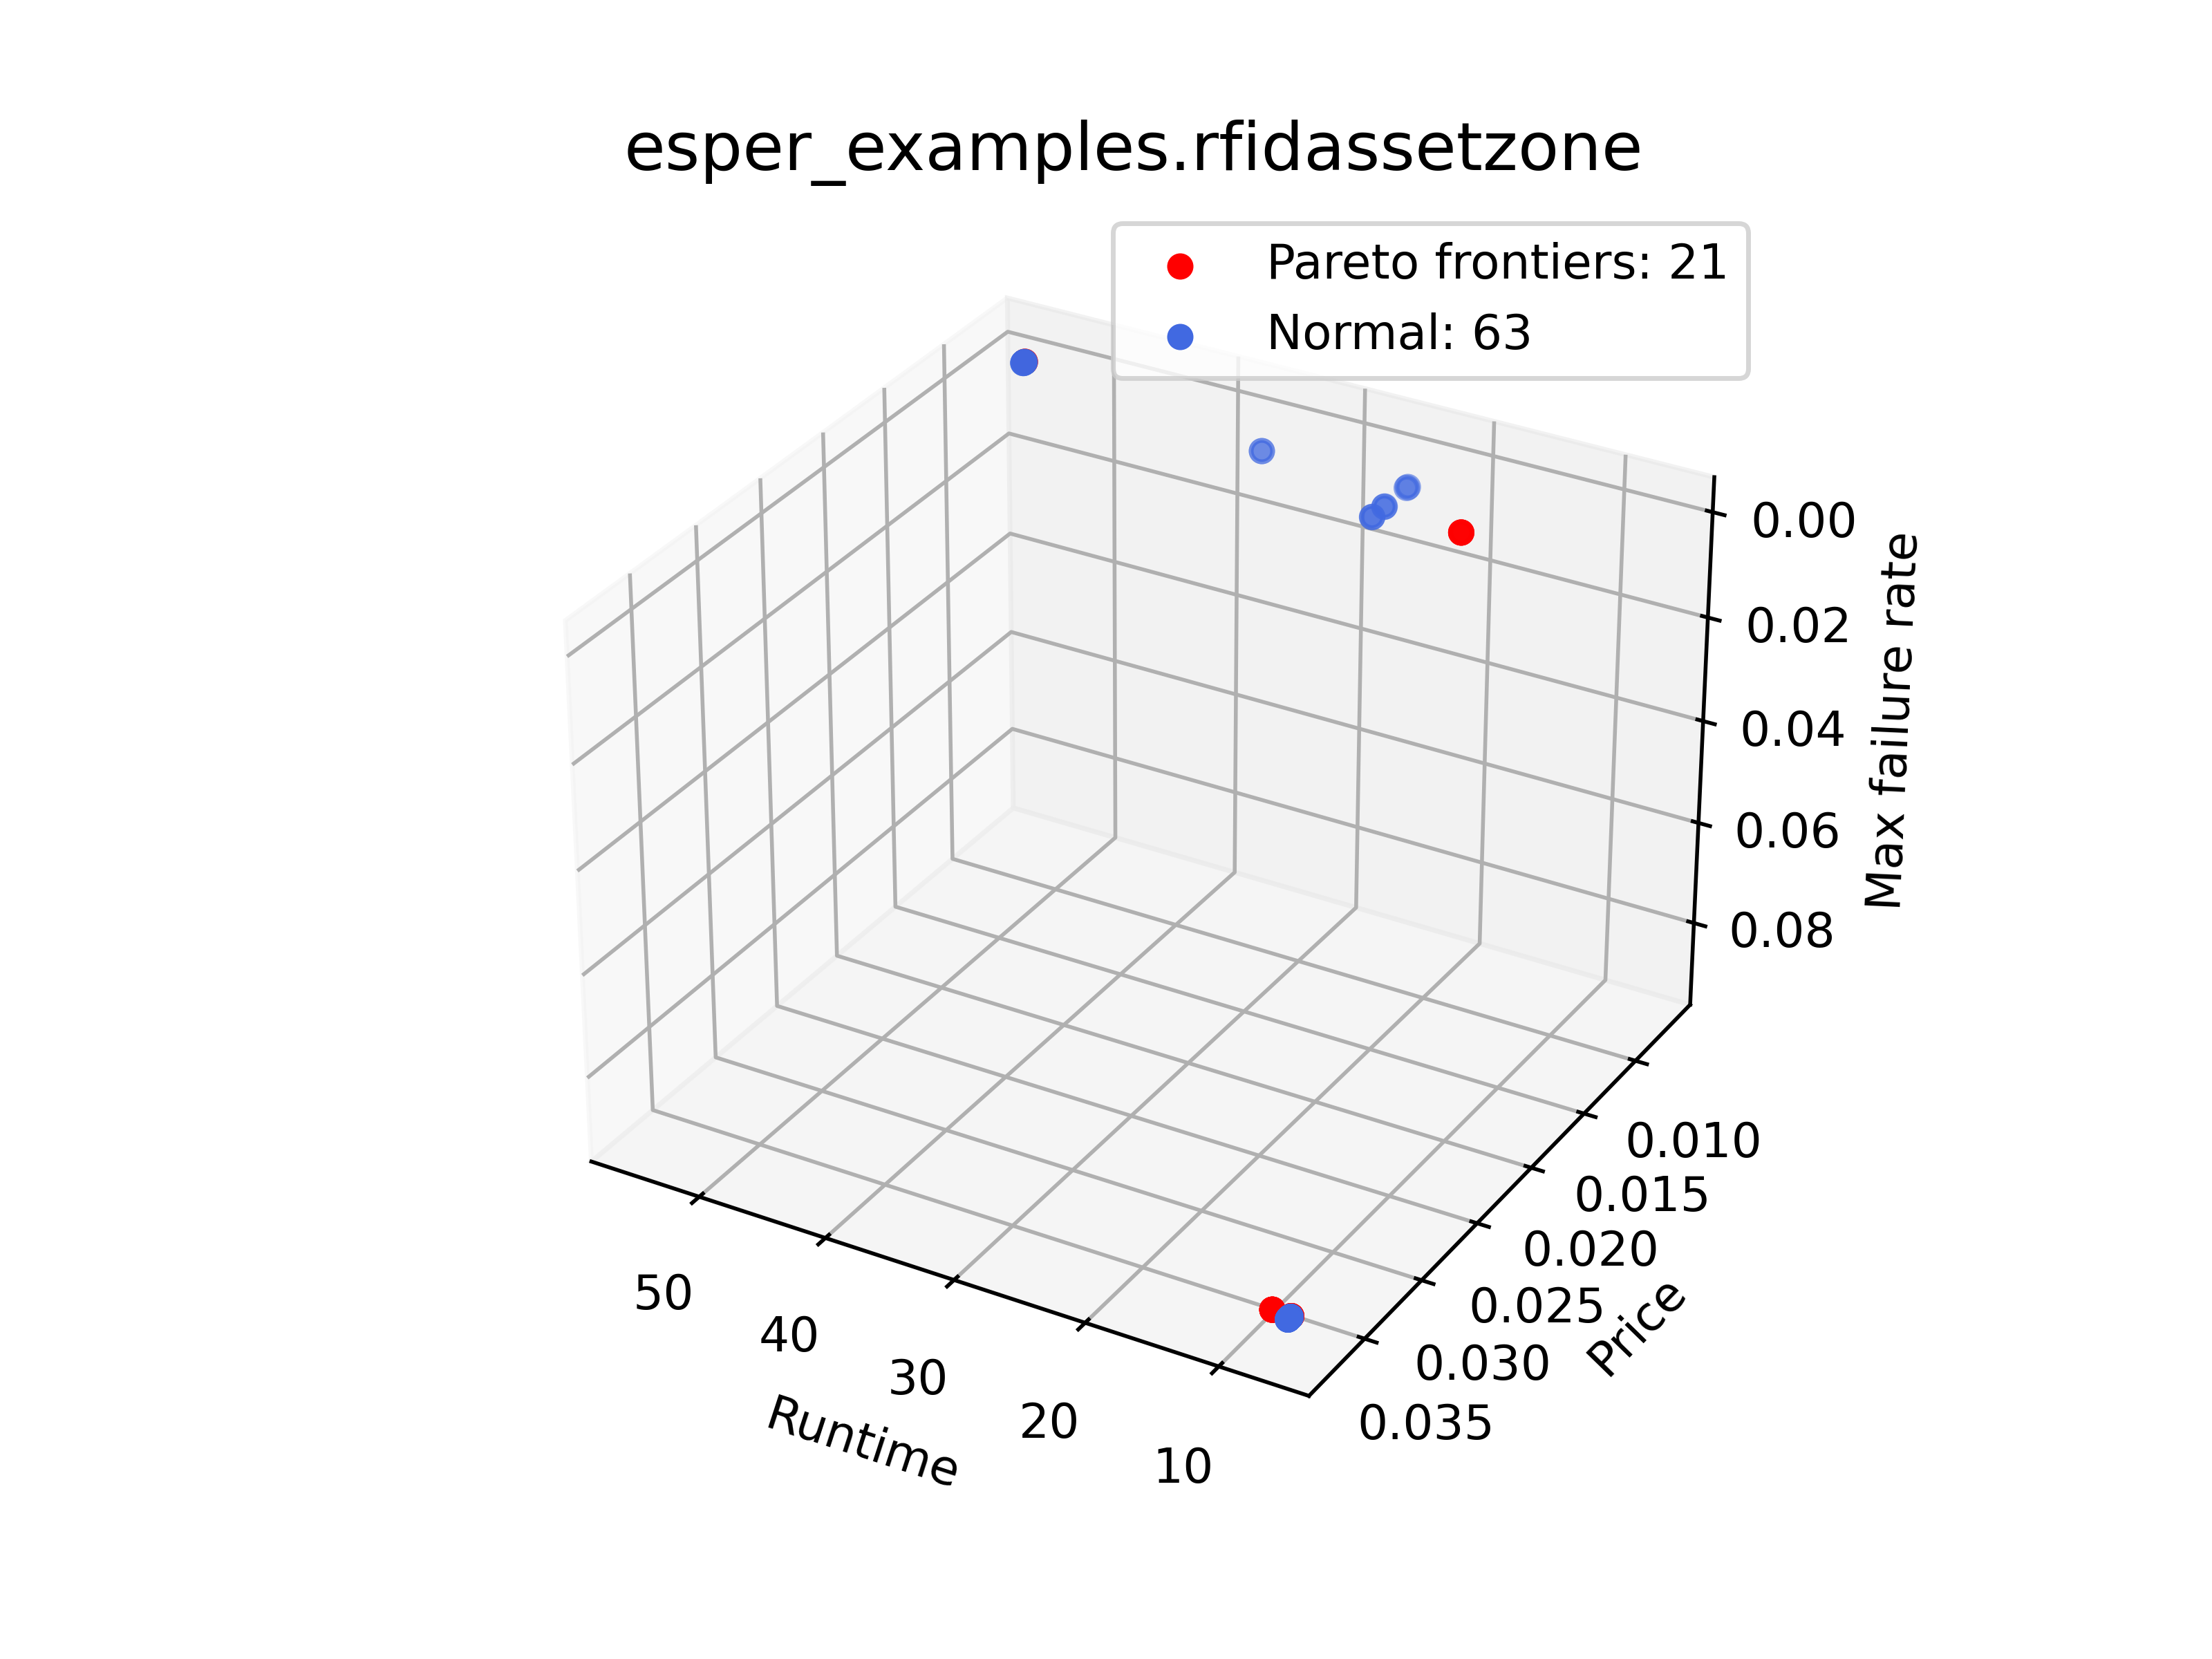 esper_examples.rfidassetzone
Pareto frontiers: 21
Normal: 63
0.00
0.02
0.04
0.06
0.08
Max failure rate
0.010
0.015
0.020
0.025
0.030
0.035
Price
50
40
30
20
10
Runtime